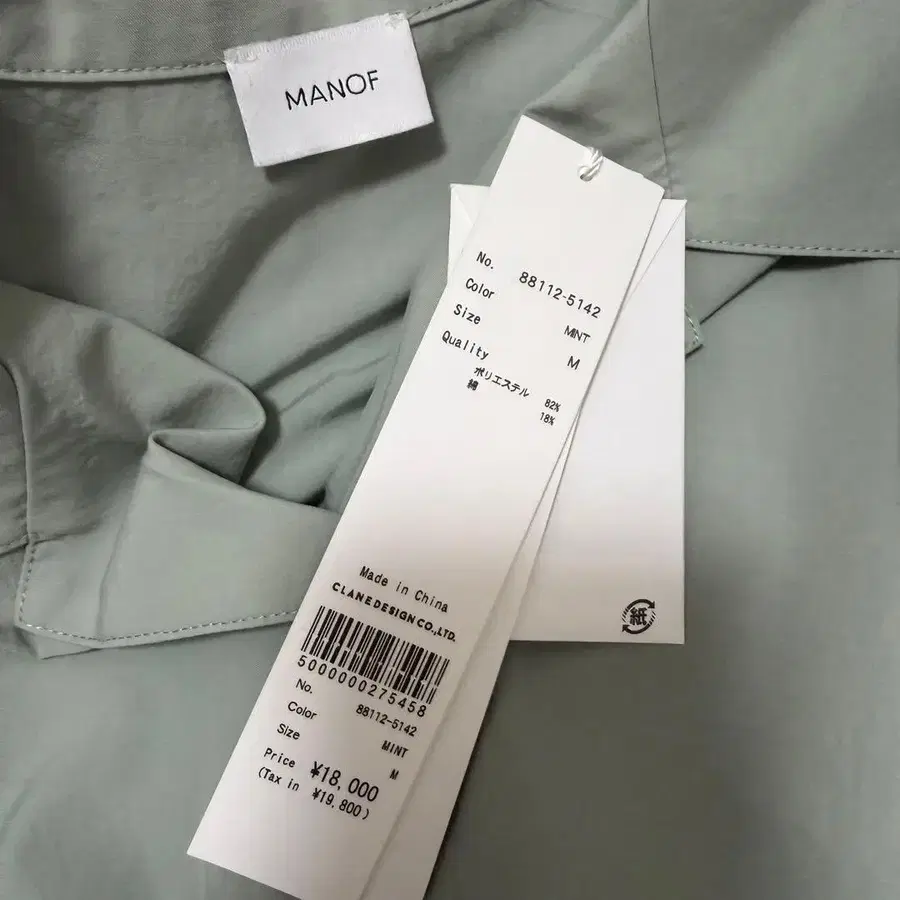 MANOF
No. 88112-5142
Color MINT
Size M
Quality
ポリエステル 82%
綿 18%
Made in China
CLANE DESIGN CO.,LTD.
5000000275458
No. 88112-5142
Color MINT
Size M
Price ¥18,000
(Tax in ¥19,800)
紙